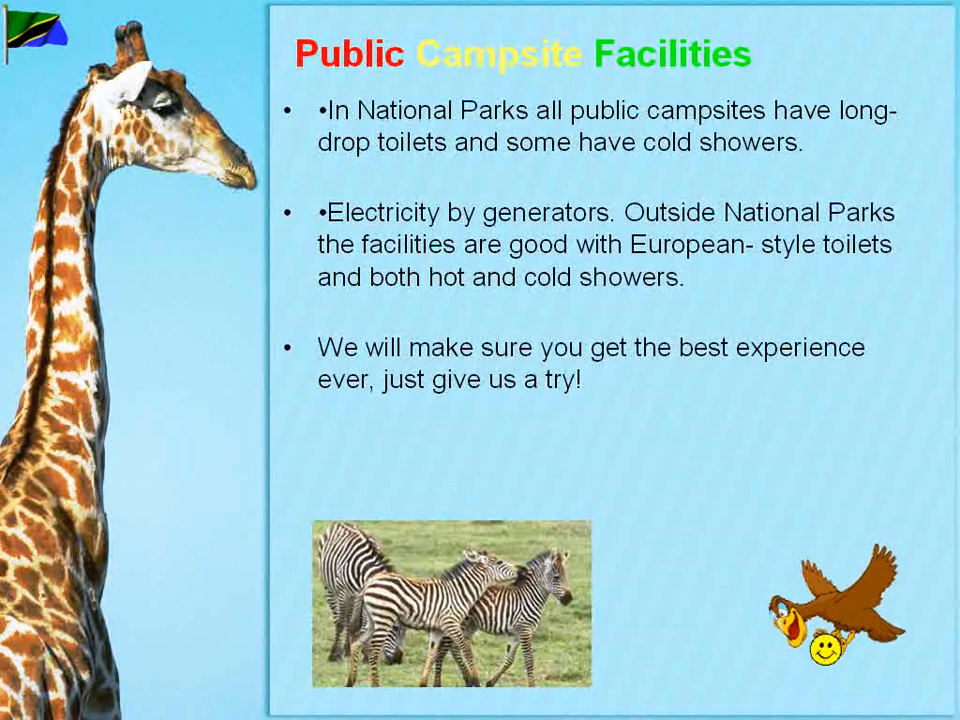 Public Campsite Facilities
• •In National Parks all public campsites have long-
drop toilets and some have cold showers.
• •Electricity by generators. Outside National Parks
the facilities are good with European- style toilets
and both hot and cold showers.
• We will make sure you get the best experience
ever, just give us a try!